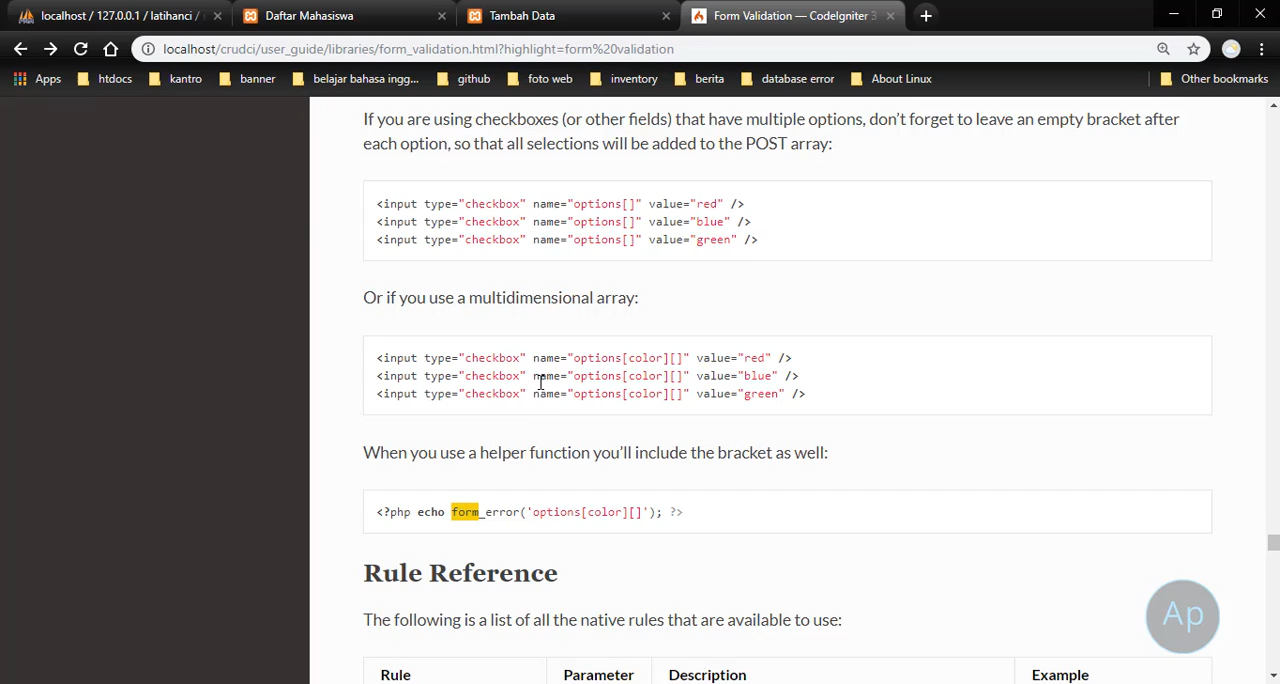 localhost / 127.0.0.1 / latihanci /
Daftar Mahasiswa
Tambah Data
Form Validation — CodeIgniter 3
localhost/crudci/user_guide/libraries/form_validation.html?highlight=form%20validation
Apps
htdocs
kantro
banner
belajar bahasa ingg...
github
foto web
inventory
berita
database error
About Linux
Other bookmarks
If you are using checkboxes (or other fields) that have multiple options, don’t forget to leave an empty bracket after
each option, so that all selections will be added to the POST array:
<input type="checkbox" name="options[]" value="red" />
<input type="checkbox" name="options[]" value="blue" />
<input type="checkbox" name="options[]" value="green" />
Or if you use a multidimensional array:
<input type="checkbox" name="options[color][]" value="red" />
<input type="checkbox" name="options[color][]" value="blue" />
<input type="checkbox" name="options[color][]" value="green" />
When you use a helper function you’ll include the bracket as well:
<?php echo form_error('options[color][]'); ?>
Rule Reference
Ap
The following is a list of all the native rules that are available to use:
Rule Parameter Description Example